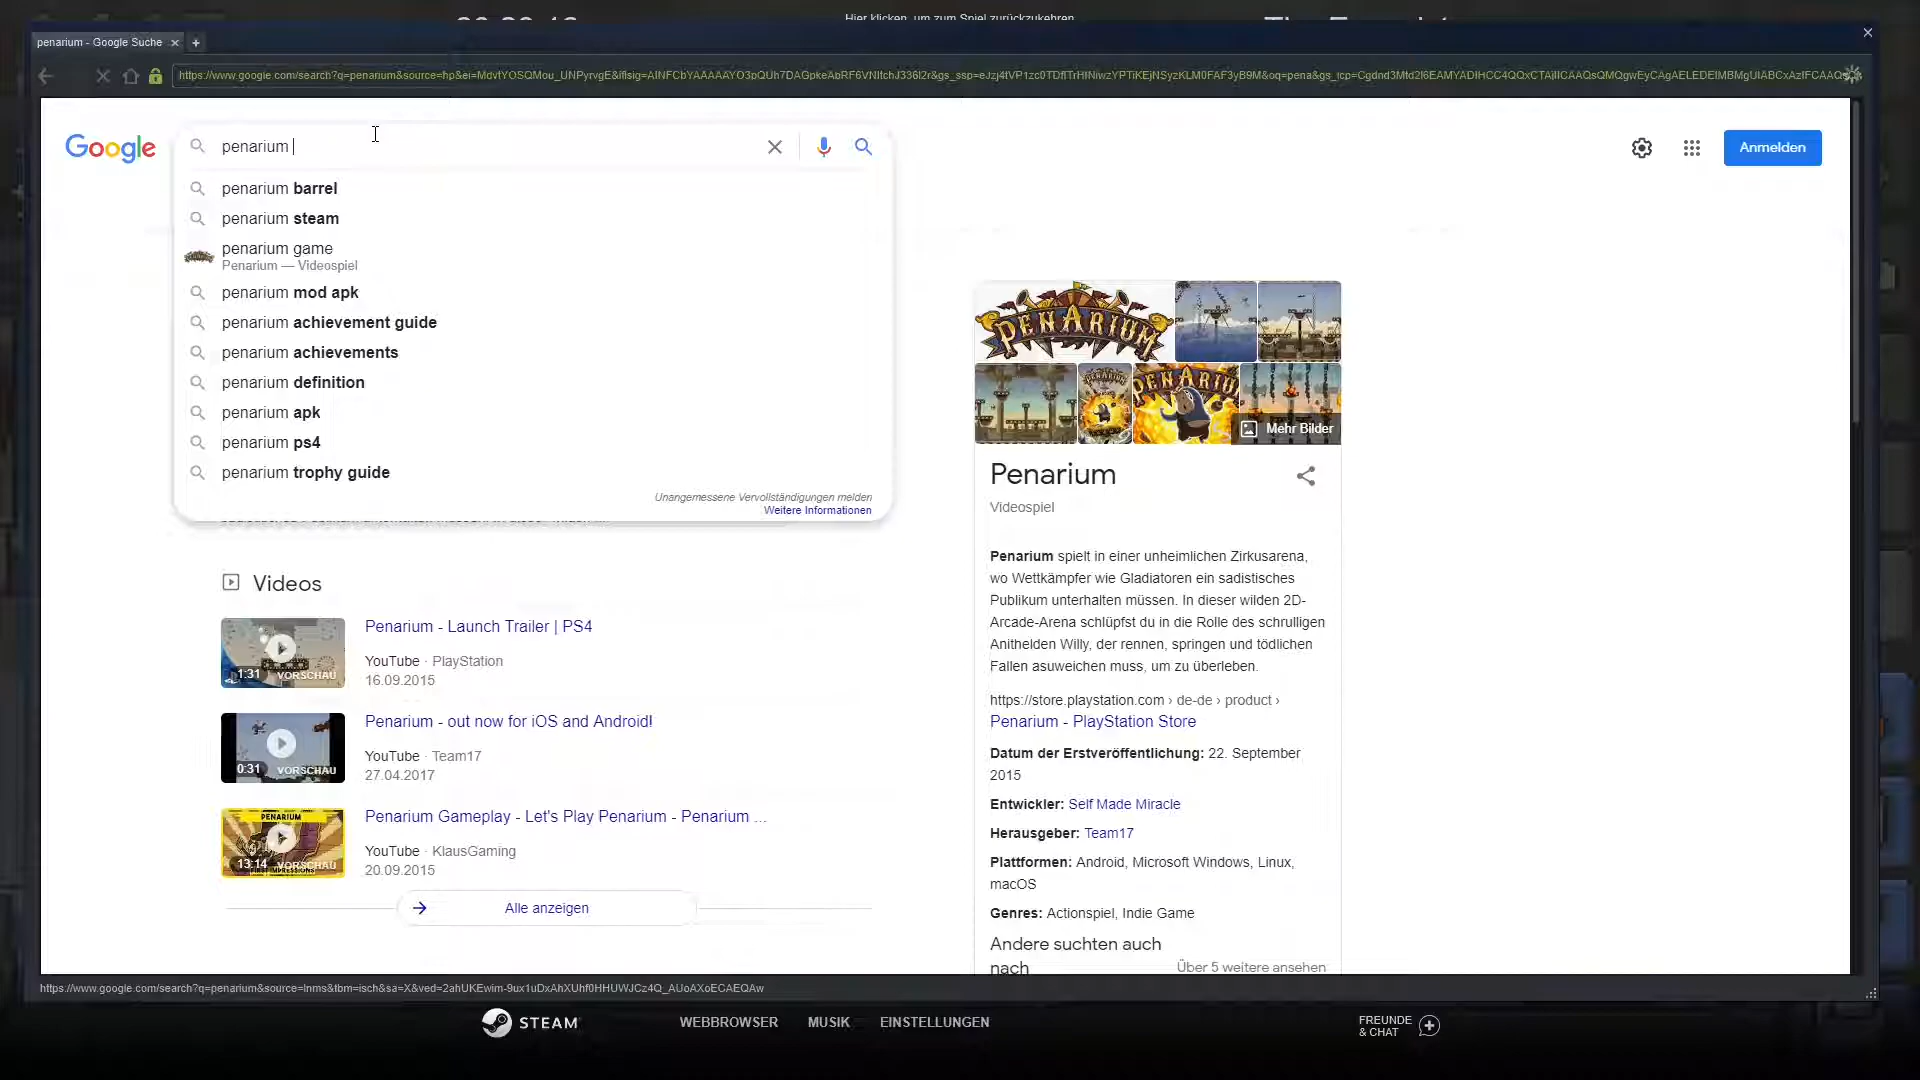 Hier klicken, um zum Spiel zurückzukehren
penarium - Google Suche
Google
penarium
Anmelden
penarium barrel
penarium steam
penarium game
Penarium — Videospiel
penarium mod apk
penarium achievement guide
penarium achievements
penarium definition
penarium apk
penarium ps4
penarium trophy guide
Unangemessene Vervollständigungen melden
Weitere Informationen
PENARIUM
PENARIUM
Mehr Bilder
Penarium
Videospiel
Penarium spielt in einer unheimlichen Zirkusarena,
wo Wettkämpfer wie Gladiatoren ein sadistisches
Publikum unterhalten müssen. In dieser wilden 2D-
Arcade-Arena schlüpfst du in die Rolle des schrulligen
Anithelden Willy, der rennen, springen und tödlichen
Fallen asuweichen muss, um zu überleben.
https://store.playstation.com › de-de › product ›
Penarium - PlayStation Store
Datum der Erstveröffentlichung: 22. September
2015
Entwickler: Self Made Miracle
Herausgeber: Team17
Plattformen: Android, Microsoft Windows, Linux,
macOS
Genres: Actionspiel, Indie Game
Andere suchten auch
nach
Über 5 weitere ansehen
Videos
1:31 VORSCHAU
Penarium - Launch Trailer | PS4
YouTube · PlayStation
16.09.2015
0:31 VORSCHAU
Penarium - out now for iOS and Android!
YouTube · Team17
27.04.2017
PENARIUM
13:14 VORSCHAU
FIRST IMPRESSIONS
Penarium Gameplay - Let's Play Penarium - Penarium ...
YouTube · KlausGaming
20.09.2015
Alle anzeigen
STEAM
WEBBROWSER
MUSIK
EINSTELLUNGEN
FREUNDE
& CHAT